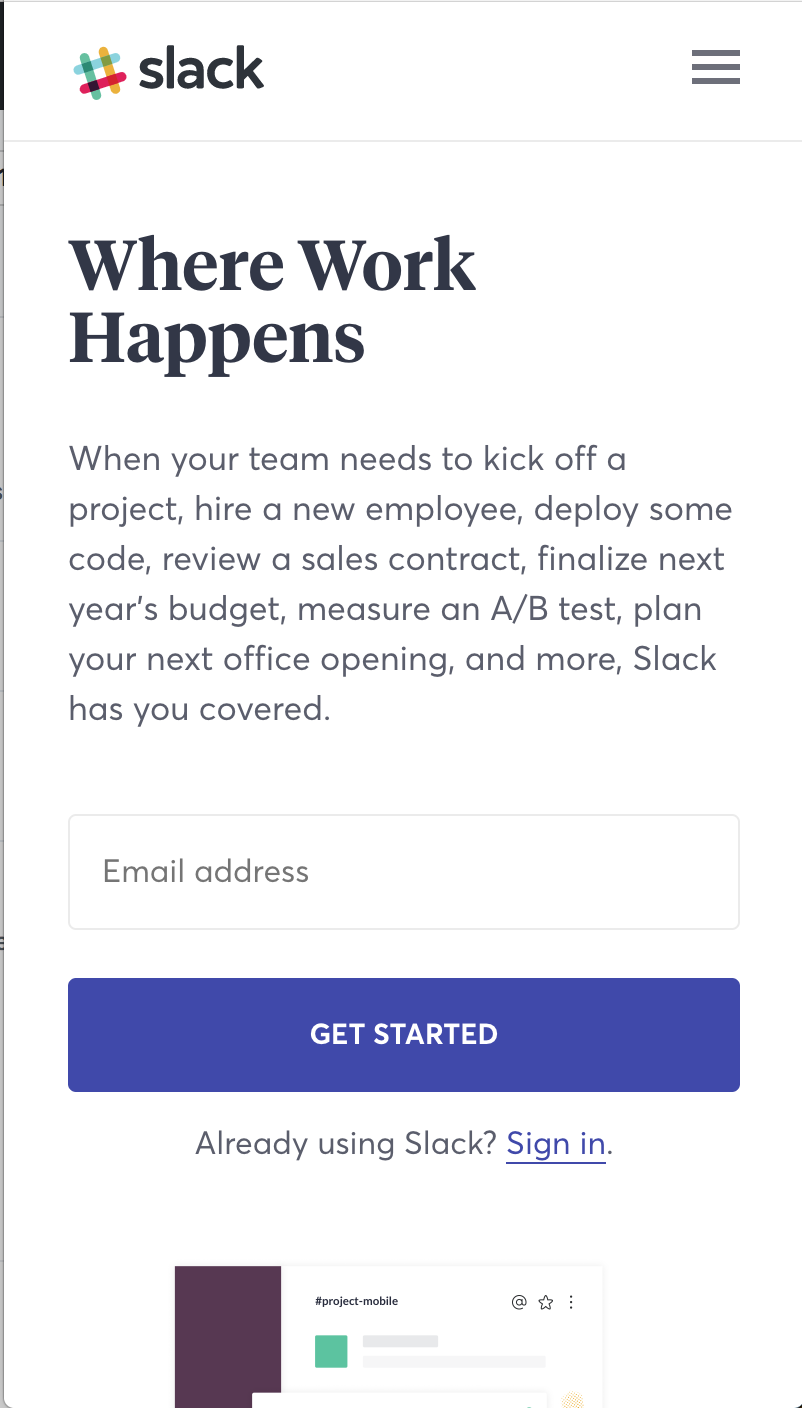 slack
Where Work
Happens
When your team needs to kick off a
project, hire a new employee, deploy some
code, review a sales contract, finalize next
year’s budget, measure an A/B test, plan
your next office opening, and more, Slack
has you covered.
Email address
GET STARTED
Already using Slack? Sign in.
#project-mobile